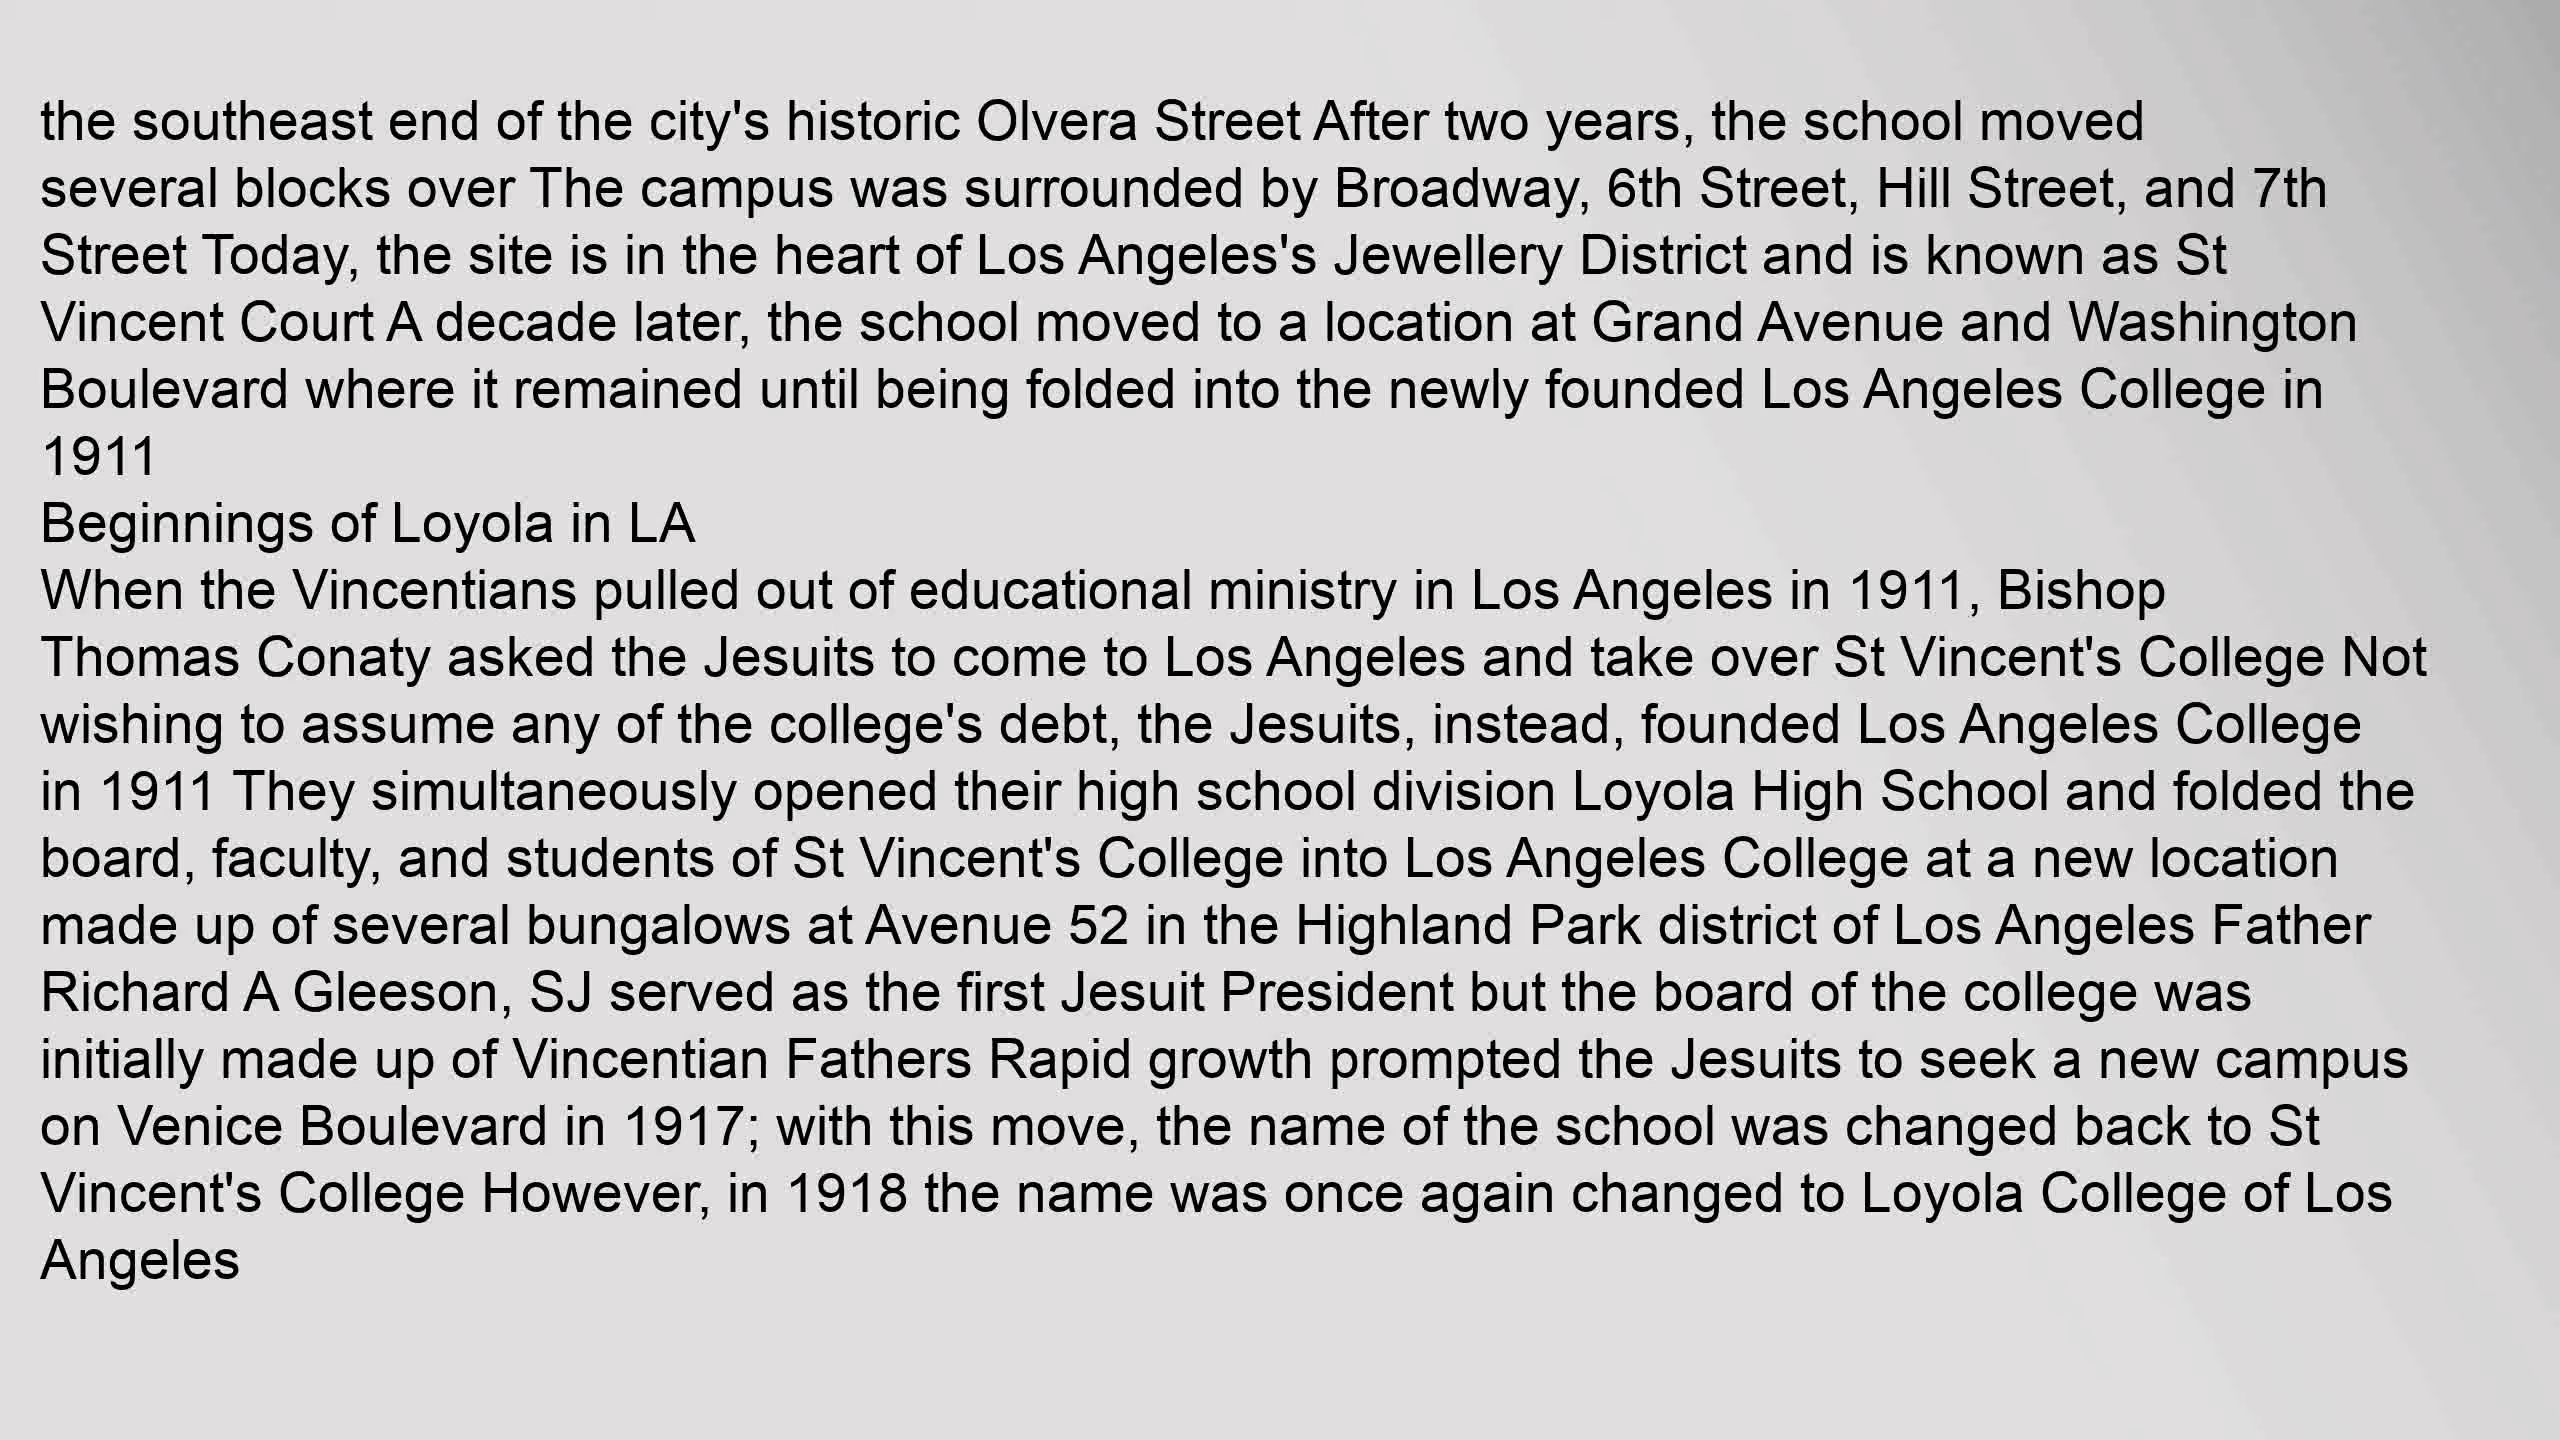 the southeast end of the city's historic Olvera Street After two years, the school moved
several blocks over The campus was surrounded by Broadway, 6th Street, Hill Street, and 7th
Street Today, the site is in the heart of Los Angeles's Jewellery District and is known as St
Vincent Court A decade later, the school moved to a location at Grand Avenue and Washington
Boulevard where it remained until being folded into the newly founded Los Angeles College in
1911
Beginnings of Loyola in LA
When the Vincentians pulled out of educational ministry in Los Angeles in 1911, Bishop
Thomas Conaty asked the Jesuits to come to Los Angeles and take over St Vincent's College Not
wishing to assume any of the college's debt, the Jesuits, instead, founded Los Angeles College
in 1911 They simultaneously opened their high school division Loyola High School and folded the
board, faculty, and students of St Vincent's College into Los Angeles College at a new location
made up of several bungalows at Avenue 52 in the Highland Park district of Los Angeles Father
Richard A Gleeson, SJ served as the first Jesuit President but the board of the college was
initially made up of Vincentian Fathers Rapid growth prompted the Jesuits to seek a new campus
on Venice Boulevard in 1917; with this move, the name of the school was changed back to St
Vincent's College However, in 1918 the name was once again changed to Loyola College of Los
Angeles